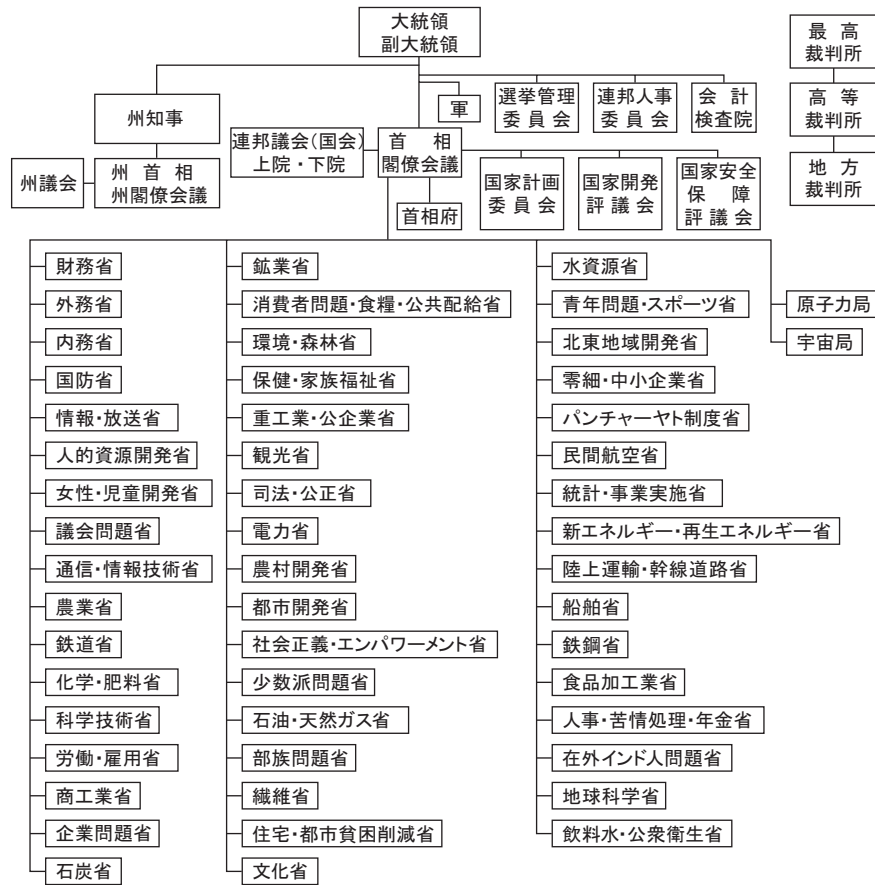 大統領
副大統領
最高
裁判所
州知事
軍
選挙管理
委員会
連邦人事
委員会
会計
検査院
高等
裁判所
連邦議会(国会)
上院・下院
首相
閣僚会議
州議会
州首相
州閣僚会議
首相府
国家計画
委員会
国家開発
評議会
国家安全
保障
評議会
地方
裁判所
財務省
外務省
内務省
国防省
情報・放送省
人的資源開発省
女性・児童開発省
議会問題省
通信・情報技術省
農業省
鉄道省
化学・肥料省
科学技術省
労働・雇用省
商工業省
企業問題省
石炭省
鉱業省
消費者問題・食糧・公共配給省
環境・森林省
保健・家族福祉省
重工業・公企業省
観光省
司法・公正省
電力省
農村開発省
都市開発省
社会正義・エンパワーメント省
少数派問題省
石油・天然ガス省
部族問題省
繊維省
住宅・都市貧困削減省
文化省
水資源省
青年問題・スポーツ省
北東地域開発省
零細・中小企業省
パンチャーヤト制度省
民間航空省
統計・事業実施省
新エネルギー・再生エネルギー省
陸上運輸・幹線道路省
船舶省
鉄鋼省
食品加工業省
人事・苦情処理・年金省
在外インド人問題省
地球科学省
飲料水・公衆衛生省
原子力局
宇宙局